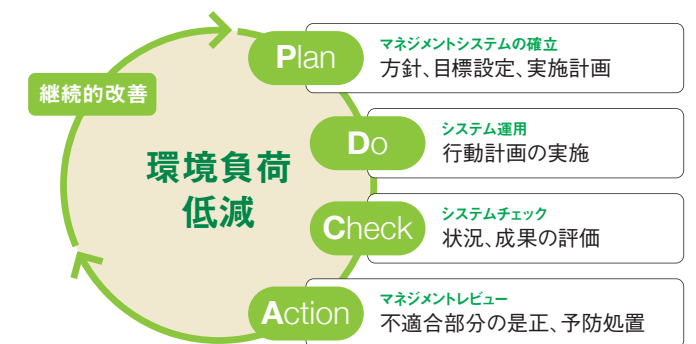 継続的改善
環境負荷
低減
Plan
マネジメントシステムの確立
方針、目標設定、実施計画
Do
システム運用
行動計画の実施
Check
システムチェック
状況、成果の評価
Action
マネジメントレビュー
不適合部分の是正、予防処置